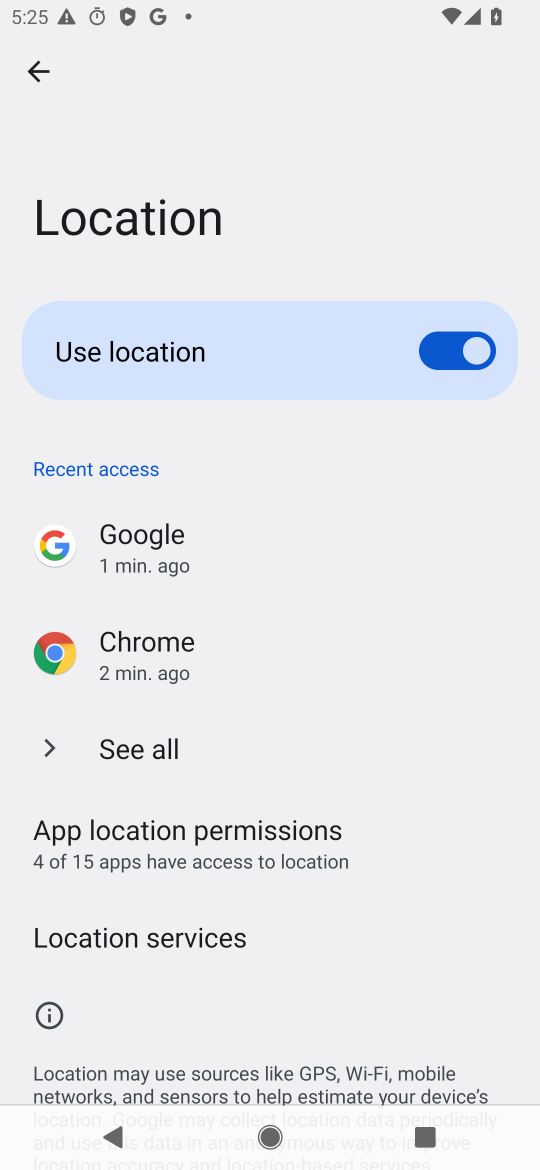 5:25
Location
Use location
Recent access
Google
1 min. ago
Chrome
2 min. ago
See all
App location permissions
4 of 15 apps have access to location
Location services
Location may use sources like GPS, Wi-Fi, mobile
networks, and sensors to help estimate your device's
location. Google may collect location data periodically
and use this data in an anonymous way to improve
location accuracy and location-based services.